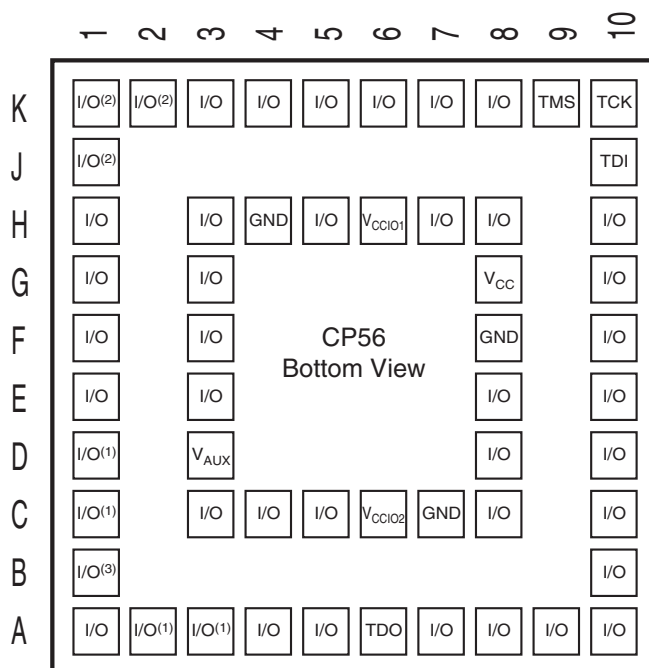 1 2 3 4 5 6 7 8 9 10
K I/O(2) I/O(2) I/O I/O I/O I/O I/O I/O TMS TCK
J I/O(2) TDI
H I/O I/O GND I/O VCCIO1 I/O I/O I/O
G I/O I/O VCC I/O
F I/O I/O CP56 GND I/O
Bottom View
E I/O I/O I/O I/O
D I/O(1) VAUX I/O I/O
C I/O(1) I/O I/O I/O VCCIO2 GND I/O I/O
B I/O(3) I/O
A I/O I/O(1) I/O(1) I/O I/O TDO I/O I/O I/O I/O